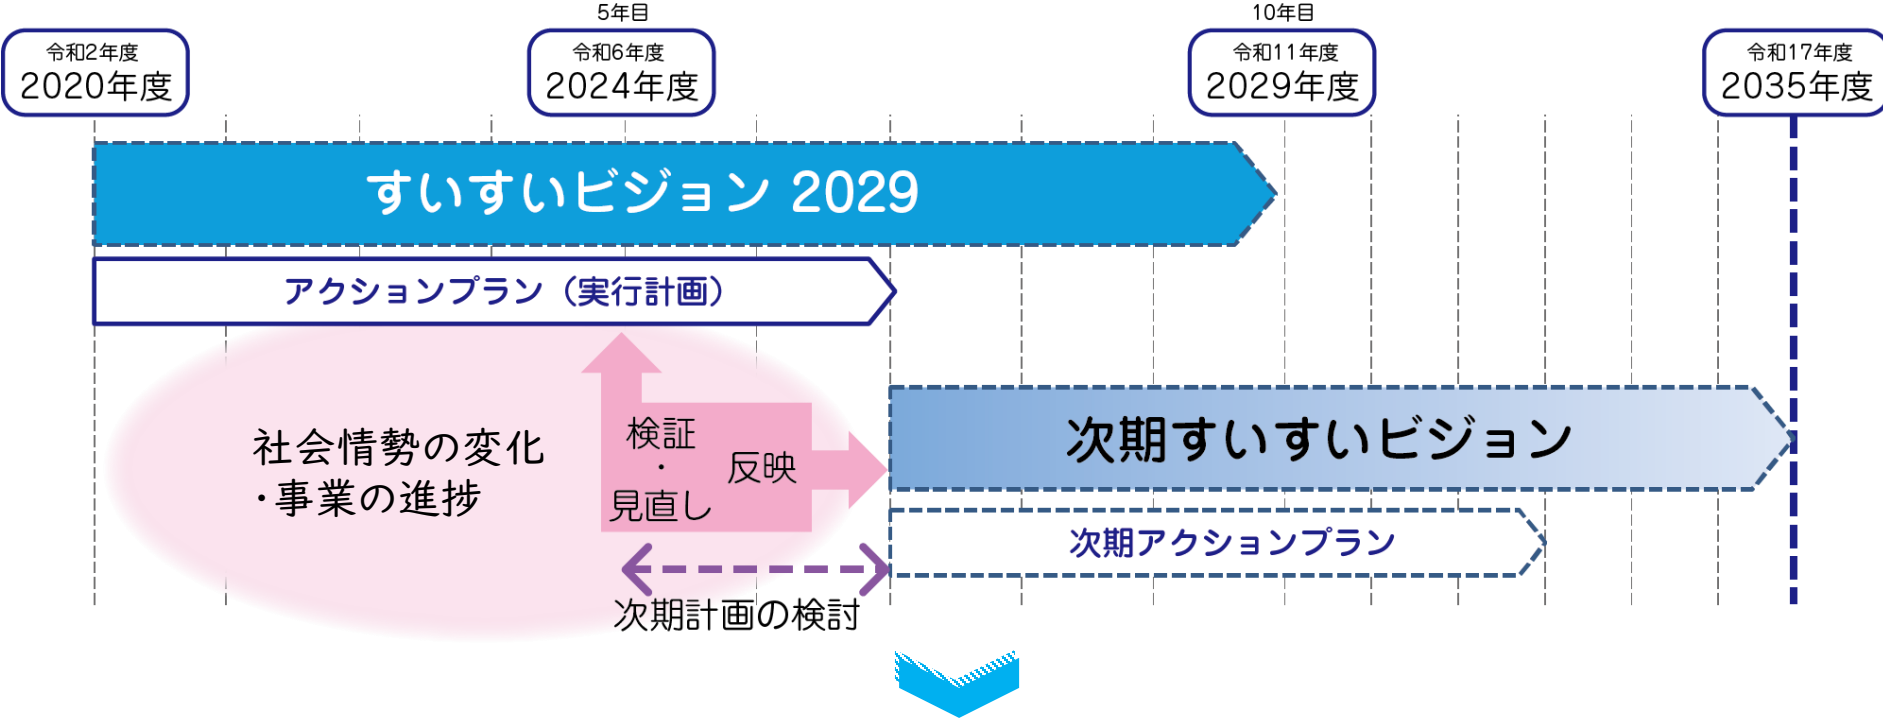 5年目
10年目
令和2年度
2020年度
令和6年度
2024年度
令和11年度
2029年度
令和17年度
2035年度
すいすいビジョン 2029
アクションプラン（実行計画）
社会情勢の変化
・事業の進捗
検証
・
見直し
反映
次期すいすいビジョン
次期アクションプラン
次期計画の検討